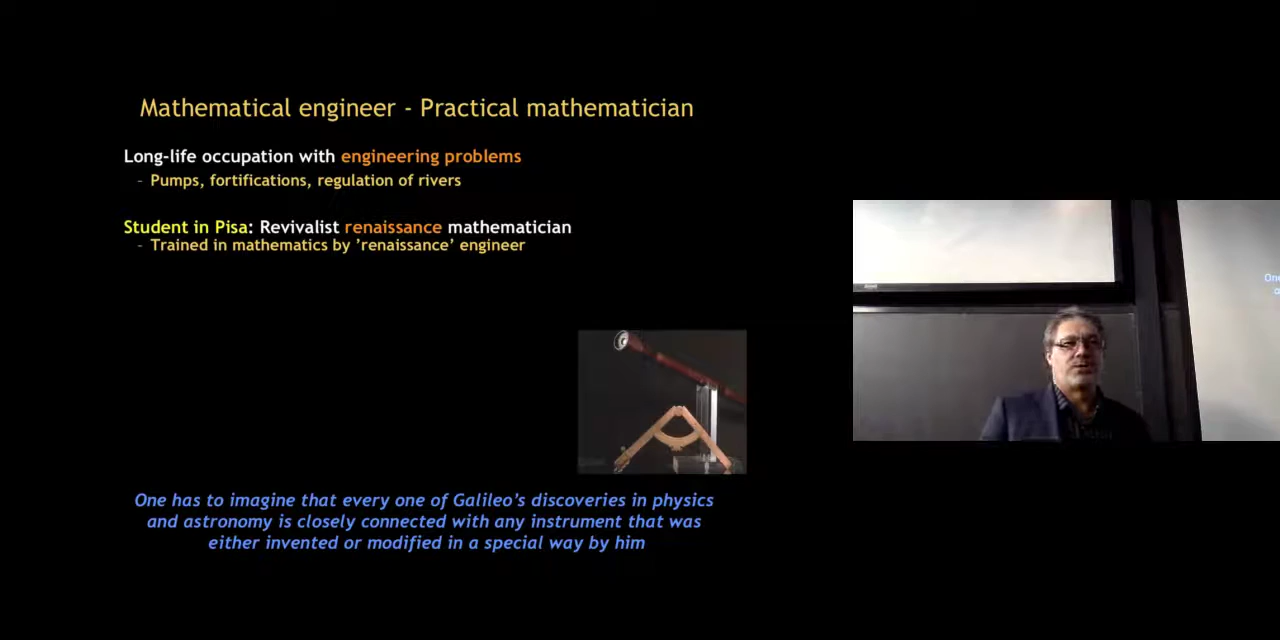 Mathematical engineer - Practical mathematician
Long-life occupation with engineering problems
- Pumps, fortifications, regulation of rivers
Student in Pisa: Revivalist renaissance mathematician
- Trained in mathematics by ’renaissance’ engineer
One has to imagine that every one of Galileo’s discoveries in physics
and astronomy is closely connected with any instrument that was
either invented or modified in a special way by him